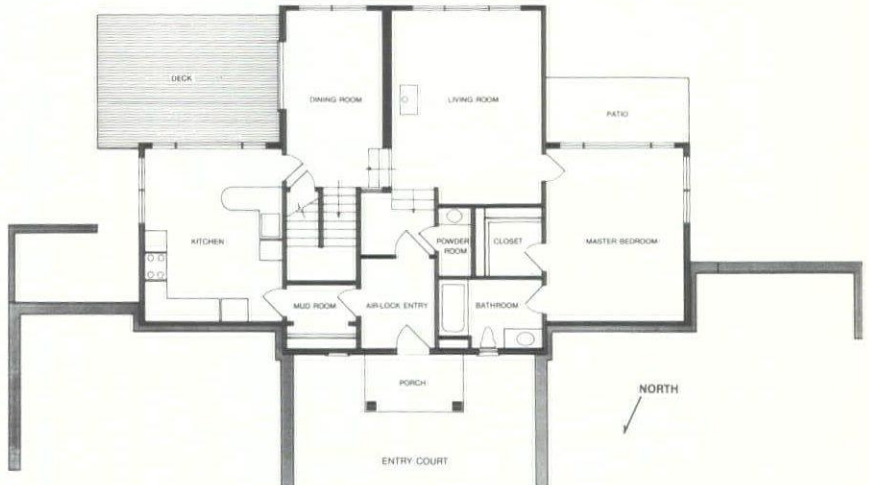 DECK
DINING ROOM
LIVING ROOM
PATIO
KITCHEN
POWDER
ROOM
CLOSET
MASTER BEDROOM
MUD ROOM
AIR-LOCK ENTRY
BATHROOM
PORCH
NORTH
ENTRY COURT